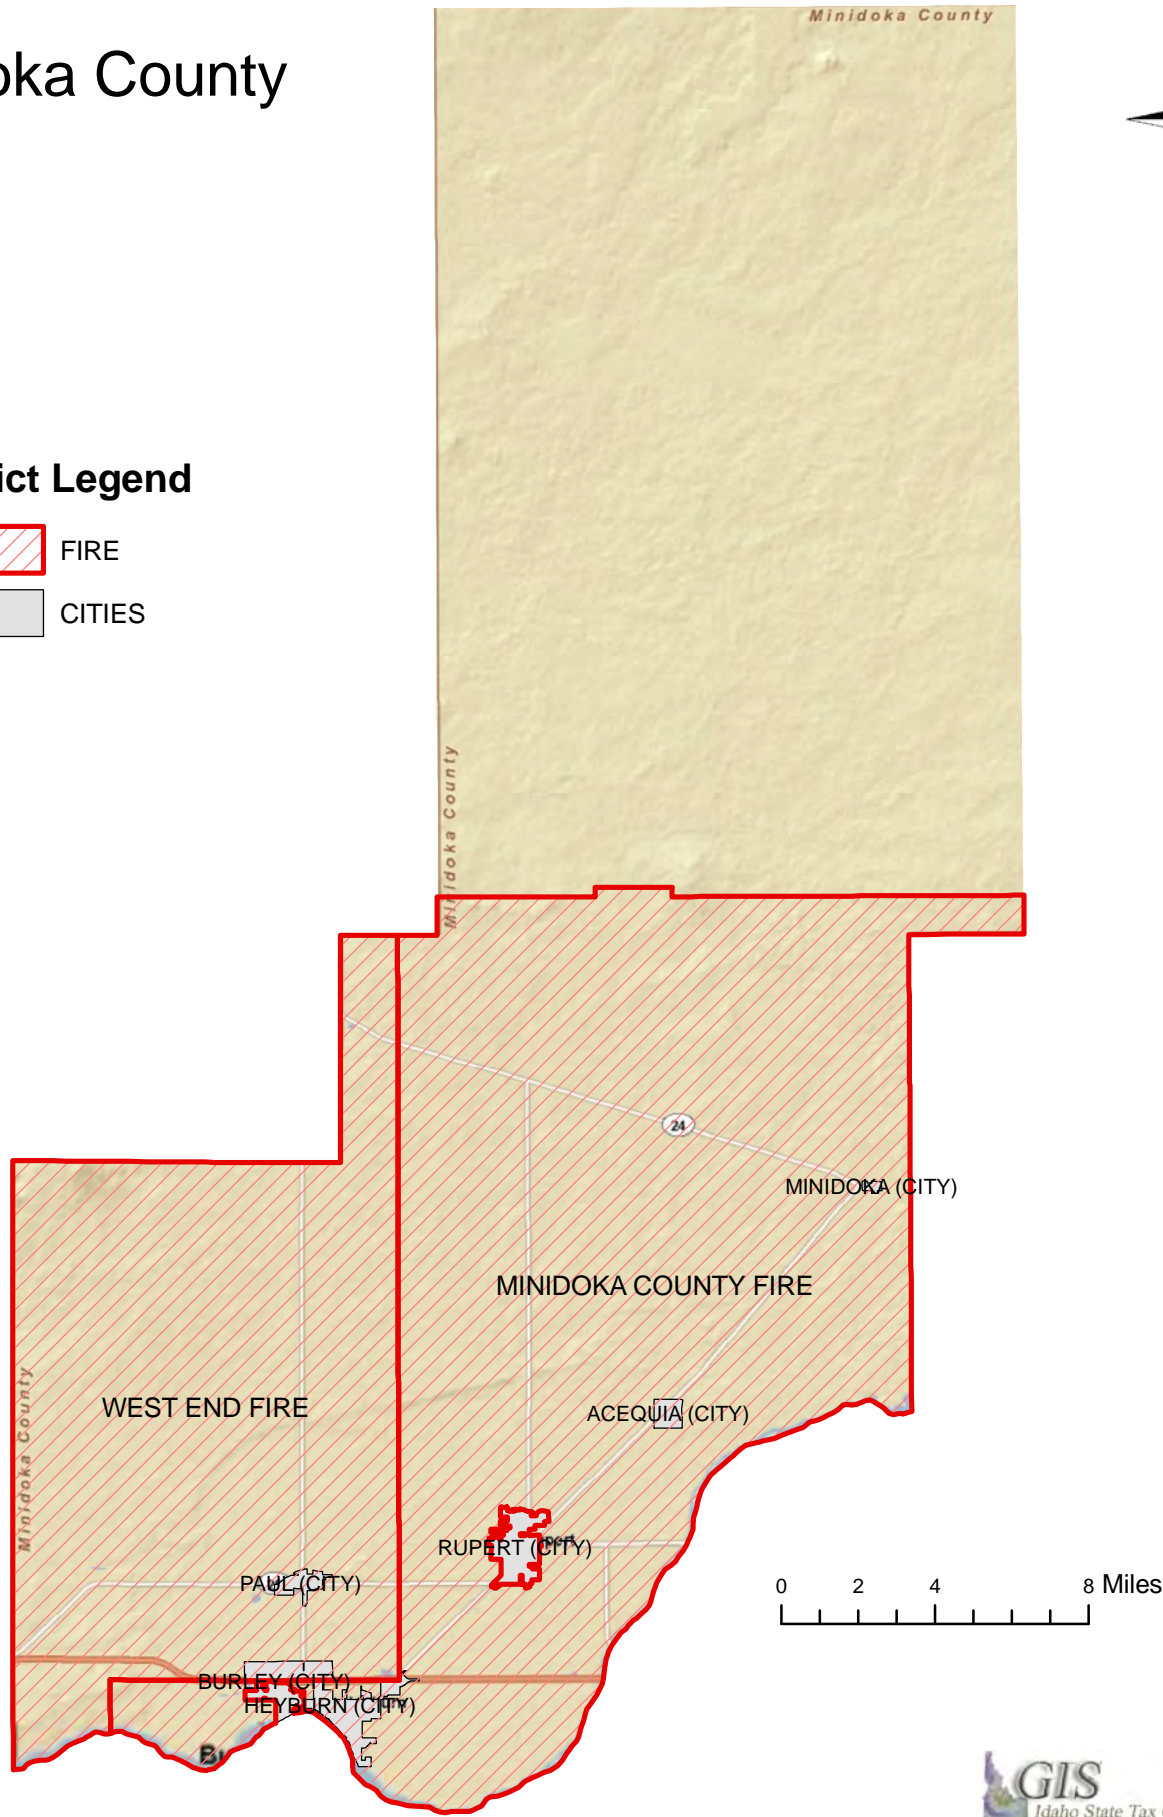 Minidoka County
oka County
ict Legend
FIRE
CITIES
Minidoka County
24
MINIDOKA (CITY)
MINIDOKA COUNTY FIRE
WEST END FIRE
ACEQUIA (CITY)
Minidoka County
RUPERT (CITY)
PAUL (CITY)
0 2 4 8 Miles
BURLEY (CITY)
HEYBURN (CITY)
Bu
GIS
Idaho State Tax